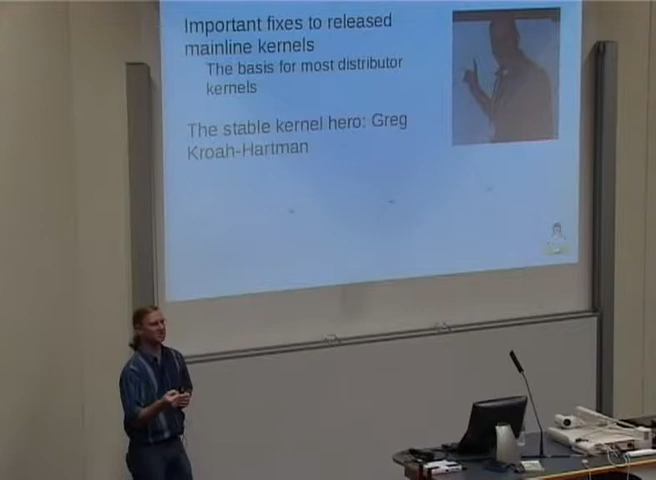 Important fixes to released
mainline kernels
The basis for most distributor
kernels
The stable kernel hero: Greg
Kroah-Hartman